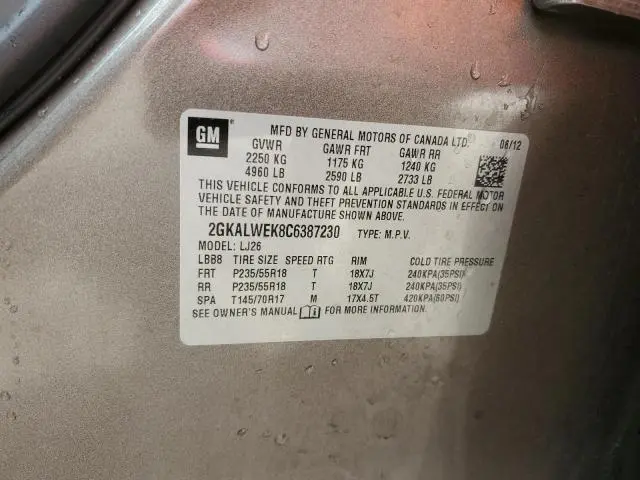 GM
MFD BY GENERAL MOTORS OF CANADA LTD. 06/12
GVWR GAWR FRT GAWR RR
2250 KG 1175 KG 1240 KG
4960 LB 2590 LB 2733 LB
THIS VEHICLE CONFORMS TO ALL APPLICABLE U.S. FEDERAL MOTOR
VEHICLE SAFETY AND THEFT PREVENTION STANDARDS IN EFFECT ON
THE DATE OF MANUFACTURE SHOWN ABOVE.
2GKALWEK8C6387230 TYPE: M.P.V.
MODEL: LJ26
LBB8 TIRE SIZE SPEED RTG RIM COLD TIRE PRESSURE
FRT P235/55R18 T 18X7J 240KPA(35PSI)
RR P235/55R18 T 18X7J 240KPA(35PSI)
SPA T145/70R17 M 17X4.5T 420KPA(60PSI)
SEE OWNER'S MANUAL FOR MORE INFORMATION.